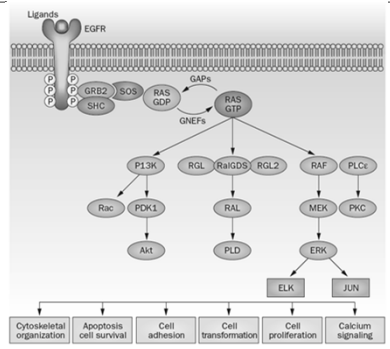 Ligands
EGFR
P P
P P
P P
GRB2
SHC
SOS
RAS
GDP
GAPs
GNEFs
RAS
GTP
P13K
RGL
RalGDS
RGL2
RAF
PLCε
Rac
PDK1
RAL
MEK
PKC
Akt
PLD
ERK
ELK
JUN
Cytoskeletal
organization
Apoptosis
cell survival
Cell
adhesion
Cell
transformation
Cell
proliferation
Calcium
signaling